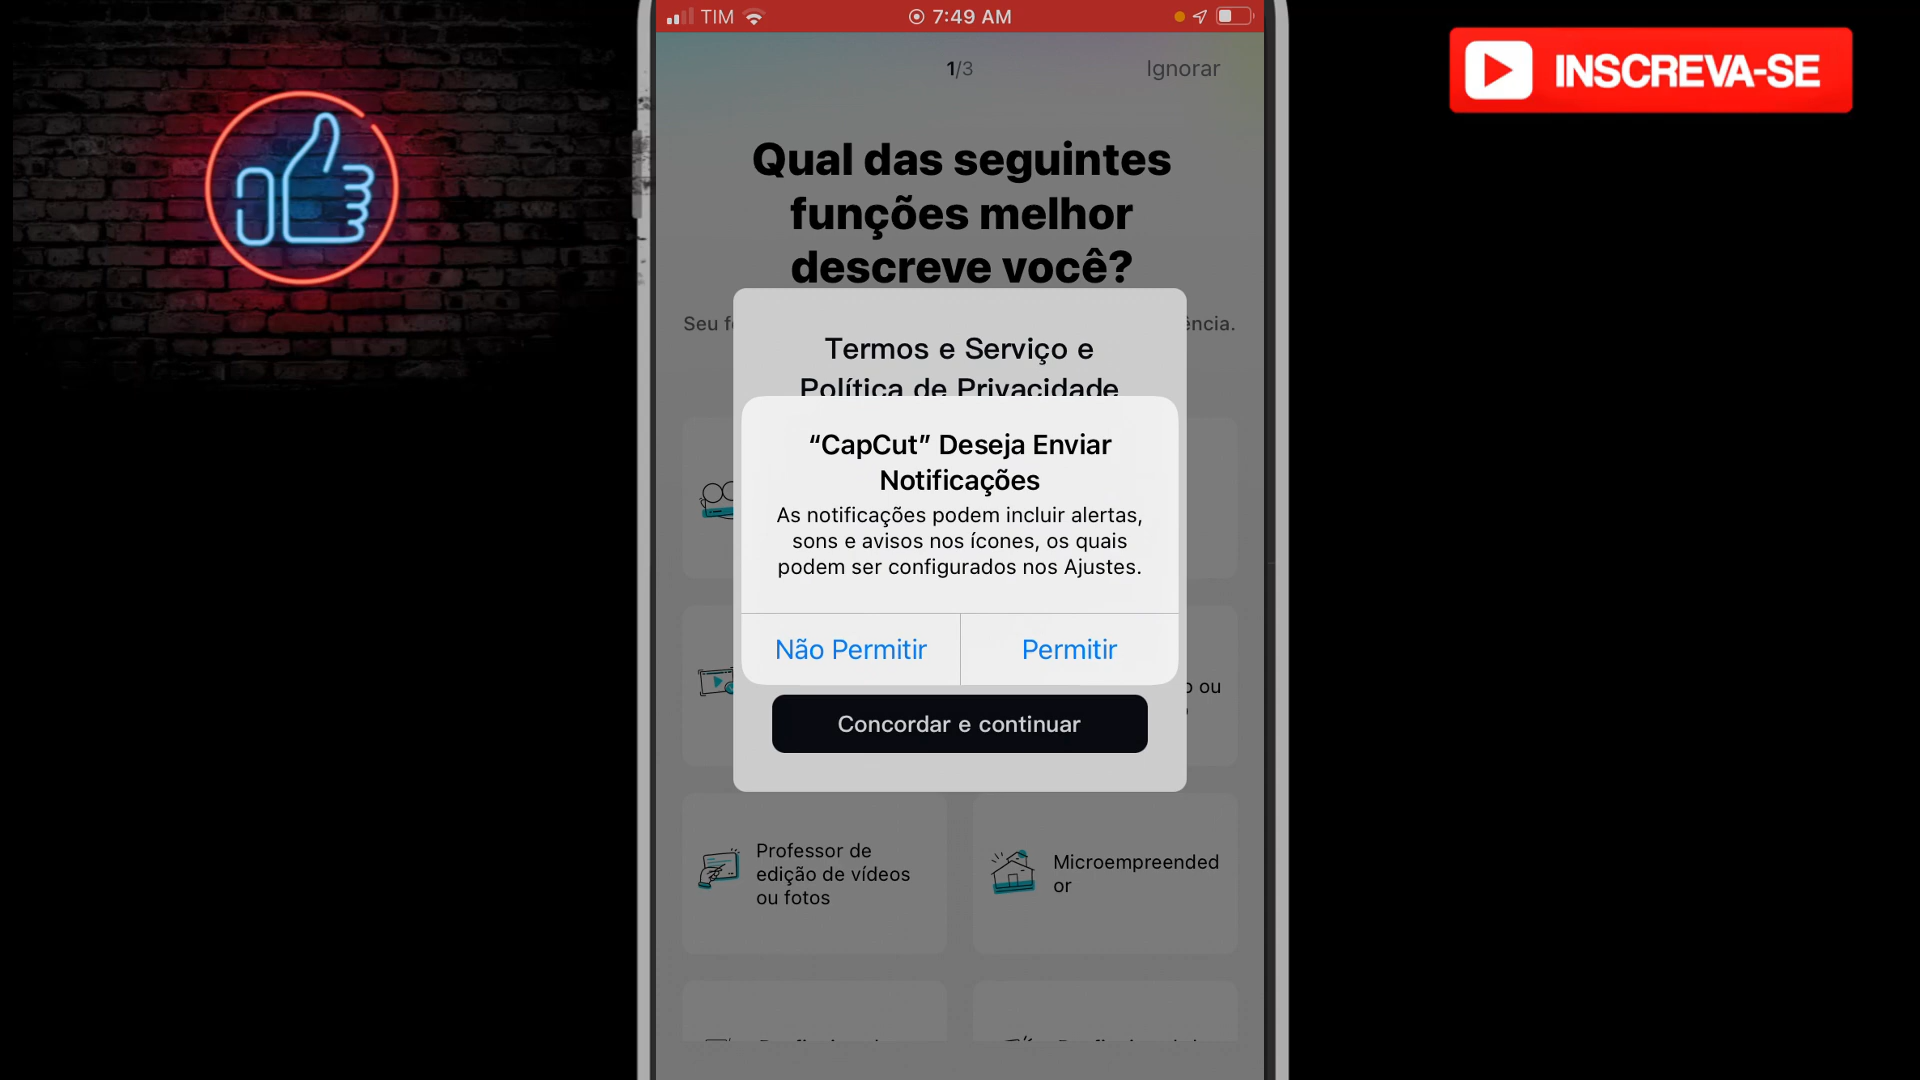 TIM
7:49 AM
INSCREVA-SE
1/3
Ignorar
Qual das seguintes
funções melhor
descreve você?
Seu
ência.
Termos e Serviço e
Política de Privacidade
“CapCut” Deseja Enviar
Notificações
As notificações podem incluir alertas,
sons e avisos nos ícones, os quais
podem ser configurados nos Ajustes.
Não Permitir
Permitir
ou
Concordar e continuar
Professor de
edição de vídeos
ou fotos
Microempreended
or